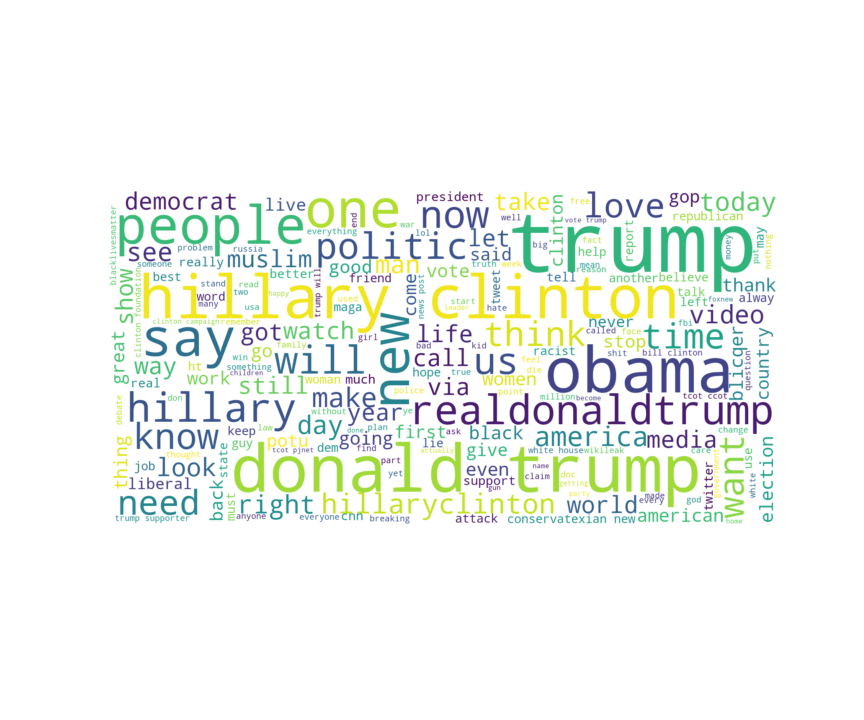 democrat
live
one
president
now
take
clinton
love
gop
today
people
everything
end
war
lol
well
vote trump
free
republican
trump
blacklivesmatter
see
problem
russia
politic
let
said
big
fact
help
report
money
put
may
nothing
really
muslim
good
man
vote
week
tweet
reason
another
believe
best
stand
better
friend
come
news post
tell
talk
thank
show
clinton foundation
word
read
two
happy
trump will
used
maga
start
leader
hate
left
foxnew
alway
hillary clinton
many
usa
great
clinton campaign
remember
girl
new
life
think
called
face
never
fbi
video
say
got
watch
bad
kid
racist
stop
shit
bill clinton
time
blicqer
country
way
win
go
family
will
call
us
feel
die
obama
question
real
ht
something
children
work
still
woman
much
hope
true
via
women
million
become
tcot ccot
debate
don
hillary
make
police
point
realdonaldtrump
without
year
ye
know
keep
law
day
plan
first
ask
black
america
media
change
thing
thought
guy
potu
tcot pjnet
done
dem
going
find
lie
actually
give
white house
wikileak
care
want
job
look
state
part
yet
even
name
dnc
claim
getting
use
white
election
liberal
back
donald trump
support
gun
party
twitter
government
need
must
right
hillaryclinton
world
made
every
god
american
home
trump supporter
anyone
everyone
cnn
breaking
attack
conservatexian new
mean
truth